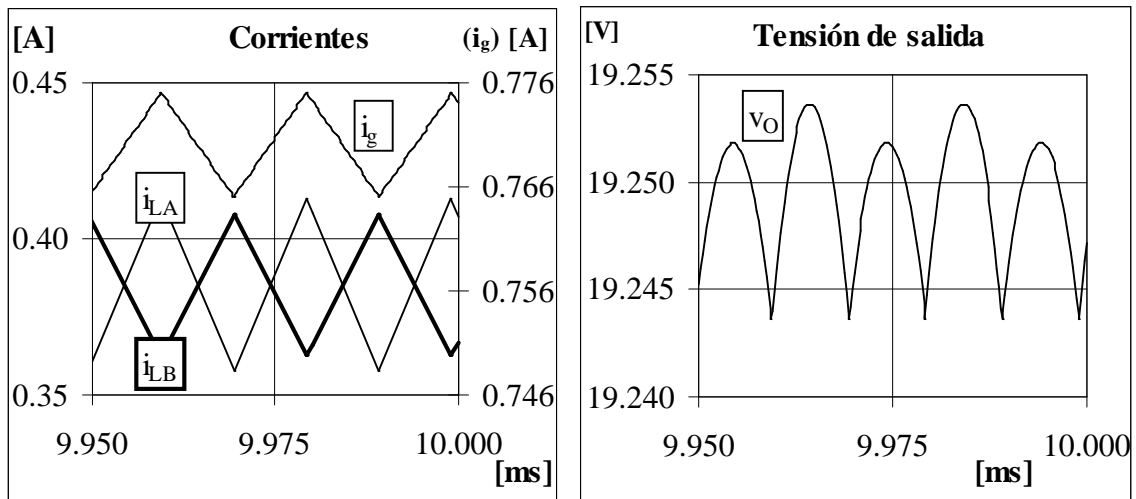 [A] Corrientes (ig) [A]
0.45 0.776
ig
0.766
iLA
0.40
0.756
iLB
0.35 0.746
9.950 9.975 10.000
[ms]
[V] Tensión de salida
19.255
vO
19.250
19.245
19.240
9.950 9.975 10.000
[ms]